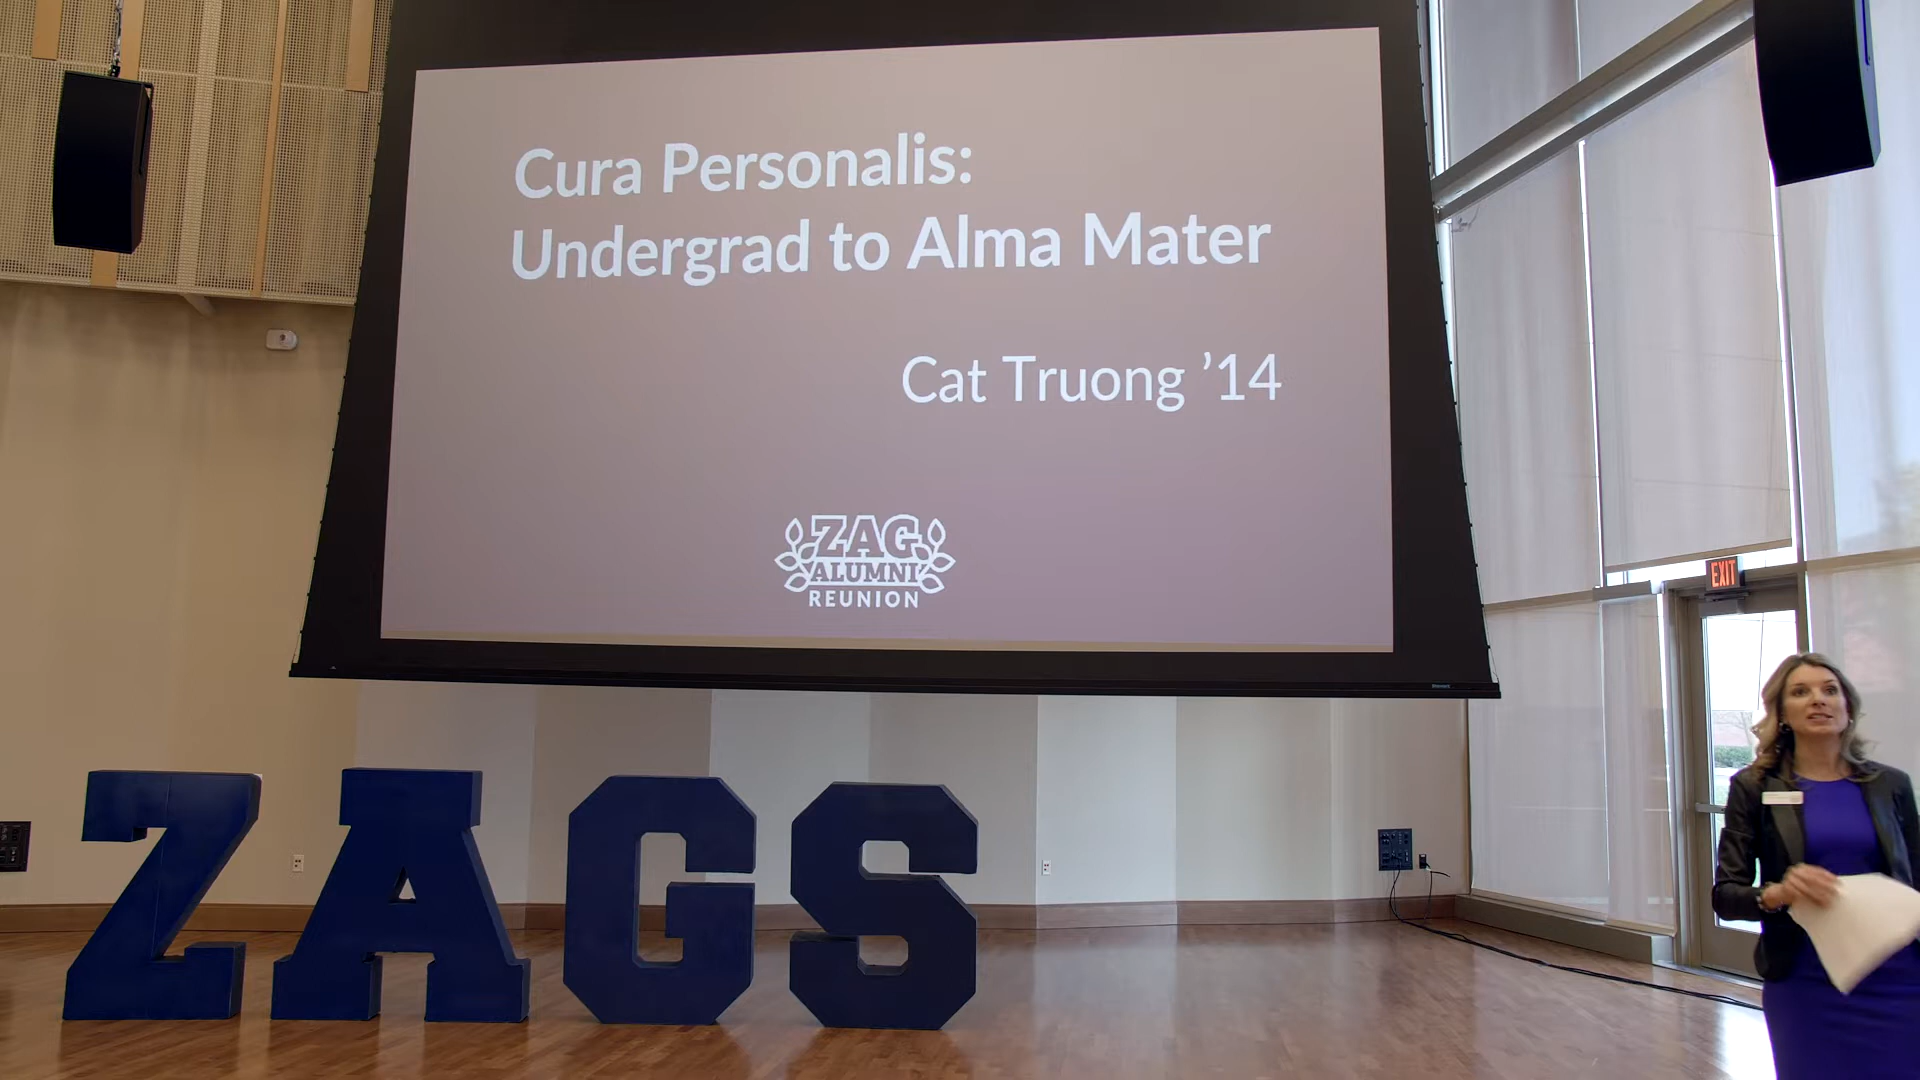 Cura Personalis:
Undergrad to Alma Mater
Cat Truong ’14
ZAG
ALUMNI
REUNION
EXIT
ZAGS